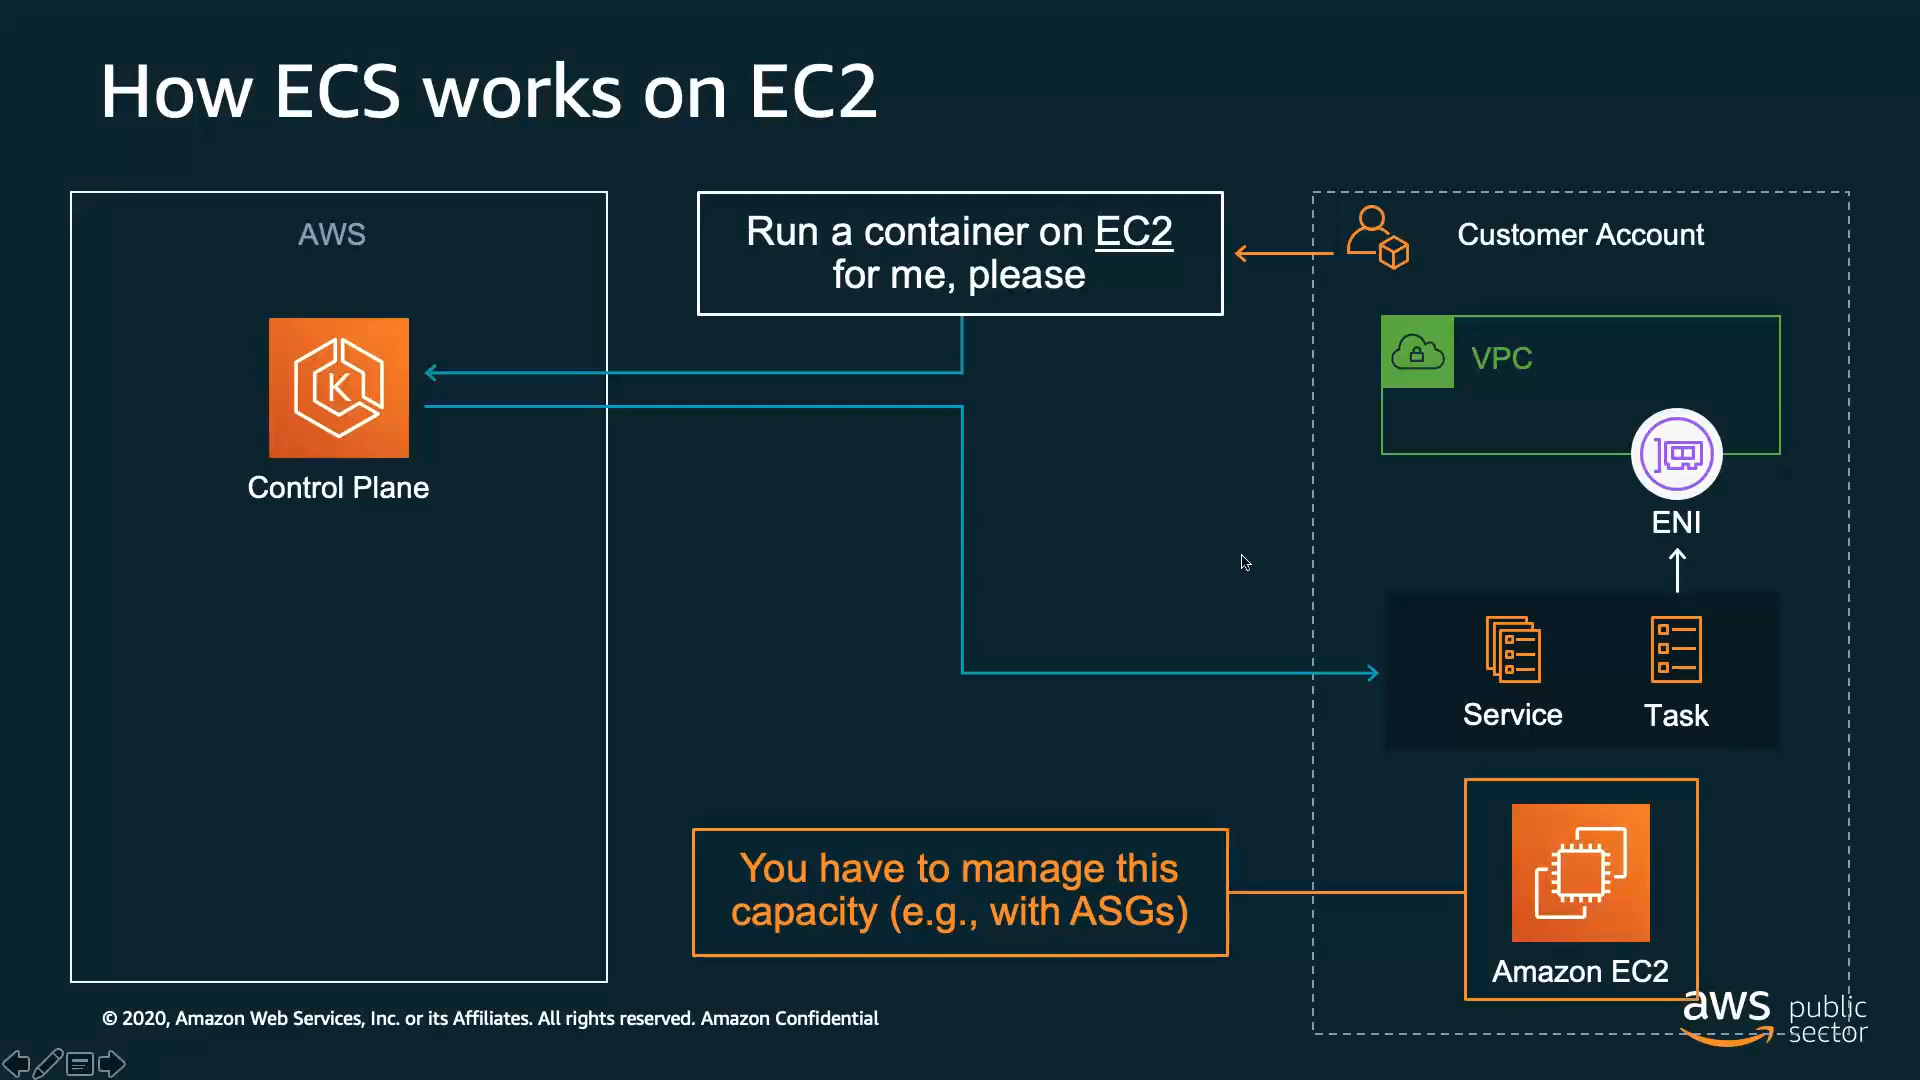 How ECS works on EC2
AWS
Run a container on EC2
for me, please
Customer Account
VPC
K
Control Plane
ENI
Service
Task
You have to manage this
capacity (e.g., with ASGs)
Amazon EC2
© 2020, Amazon Web Services, Inc. or its Affiliates. All rights reserved. Amazon Confidential
aws public
sector